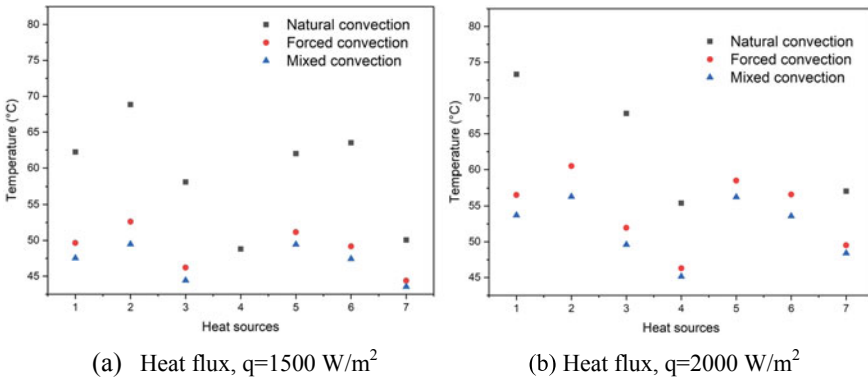 80
75
70
65
60
55
50
45
Temperature (°C)
Natural convection
Forced convection
Mixed convection
1 2 3 4 5 6 7
Heat sources
(a) Heat flux, q=1500 W/m²
80
75
70
65
60
55
50
45
Temperature (°C)
Natural convection
Forced convection
Mixed convection
1 2 3 4 5 6 7
Heat sources
(b) Heat flux, q=2000 W/m²